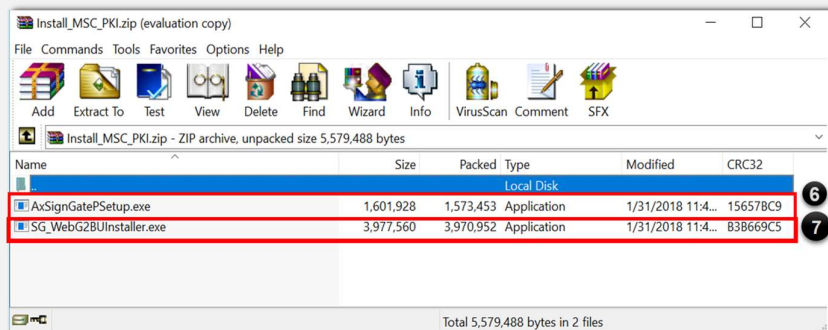 Install_MSC_PKI.zip (evaluation copy)
File Commands Tools Favorites Options Help
Add Extract To Test View Delete Find Wizard Info VirusScan Comment SFX
Install_MSC_PKI.zip - ZIP archive, unpacked size 5,579,488 bytes
Name Size Packed Type Modified CRC32
.. Local Disk
AxSignGatePSetup.exe 1,601,928 1,573,453 Application 1/31/2018 11:4... 15657BC9 6
SG_WebG2BUInstaller.exe 3,977,560 3,970,952 Application 1/31/2018 11:4... B3B669C5 7
Total 5,579,488 bytes in 2 files